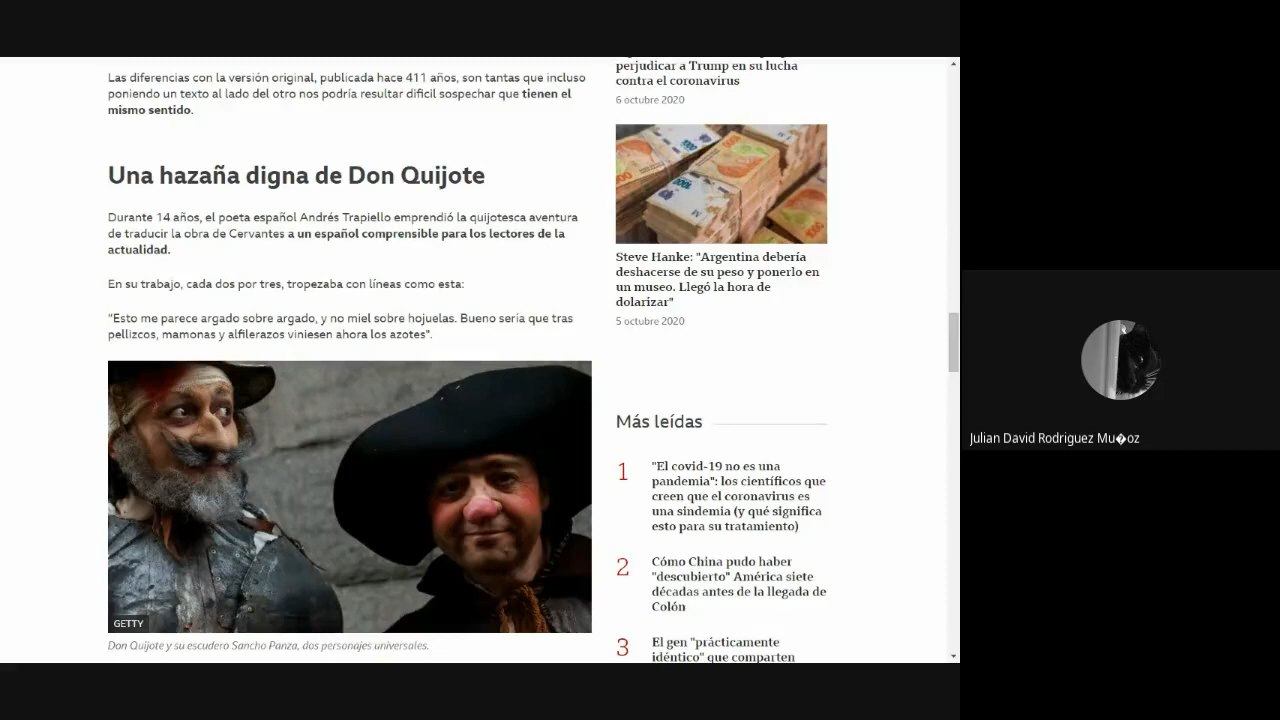 Las diferencias con la versión original, publicada hace 411 años, son tantas que incluso
poniendo un texto al lado del otro nos podría resultar difícil sospechar que tienen el
mismo sentido.
Una hazaña digna de Don Quijote
Durante 14 años, el poeta español Andrés Trapiello emprendió la quijotesca aventura
de traducir la obra de Cervantes a un español comprensible para los lectores de la
actualidad.
En su trabajo, cada dos por tres, tropezaba con líneas como esta:
"Esto me parece argado sobre argado, y no miel sobre hojuelas. Bueno sería que tras
pellizcos, mamonas y alfilerazos viniesen ahora los azotes".
GETTY
Don Quijote y su escudero Sancho Panza, dos personajes universales.
perjudicar a Trump en su lucha
contra el coronavirus
6 octubre 2020
Steve Hanke: "Argentina debería
deshacerse de su peso y ponerlo en
un museo. Llegó la hora de
dolarizar"
5 octubre 2020
Más leídas
1
"El covid-19 no es una
pandemia": los científicos que
creen que el coronavirus es
una sindemia (y qué significa
esto para su tratamiento)
2
Cómo China pudo haber
"descubierto" América siete
décadas antes de la llegada de
Colón
3
El gen "prácticamente
idéntico" que comparten
Julian David Rodriguez Mu�oz